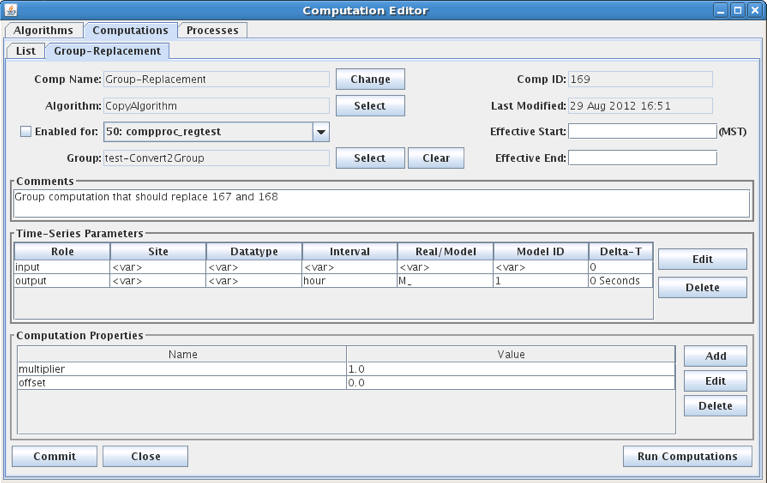 Computation Editor
Algorithms Computations Processes
List Group-Replacement
Comp Name: Group-Replacement Change Comp ID: 169
Algorithm: CopyAlgorithm Select Last Modified: 29 Aug 2012 16:51
Enabled for: 50: compproc_regtest Effective Start: (MST)
Group: test-Convert2Group Select Clear Effective End:
Comments
Group computation that should replace 167 and 168
Time-Series Parameters
Role Site Datatype Interval Real/Model Model ID Delta-T
input <var> <var> <var> <var> <var> 0
output <var> <var> hour M_ 1 0 Seconds
Edit
Delete
Computation Properties
Name Value
multiplier 1.0
offset 0.0
Add
Edit
Delete
Commit Close Run Computations